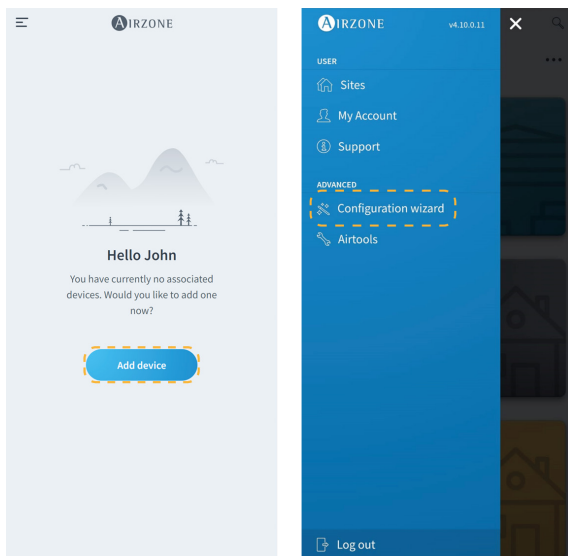 AIRZONE
Hello John
You have currently no associated
devices. Would you like to add one
now?
Add device
AIRZONE v4.10.0.11
USER
Sites
My Account
Support
ADVANCED
Configuration wizard
Airtools
Log out